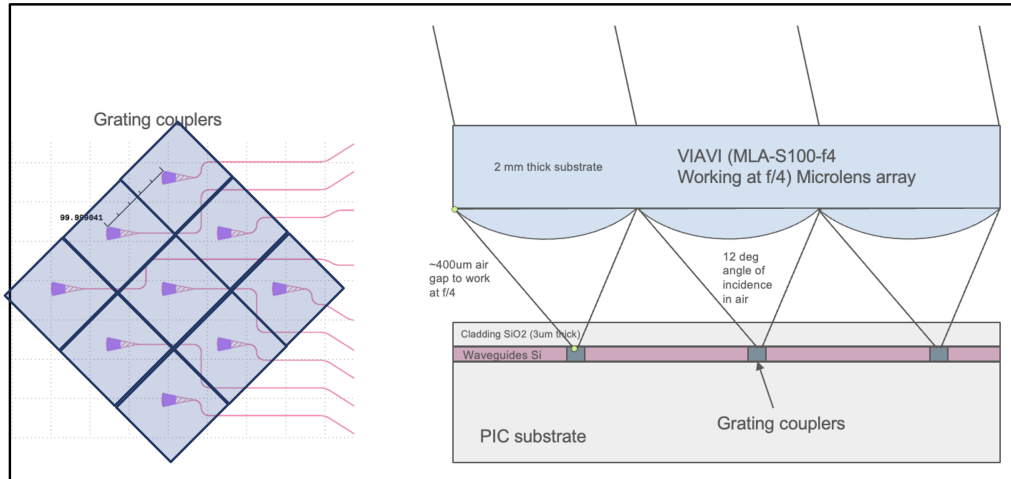 Grating couplers
99.999041
2 mm thick substrate
VIAVI (MLA-S100-f4
Working at f/4) Microlens array
~400um air
gap to work
at f/4
12 deg
angle of
incidence
in air
Cladding SiO2 (3um thick)
Waveguides Si
Grating couplers
PIC substrate